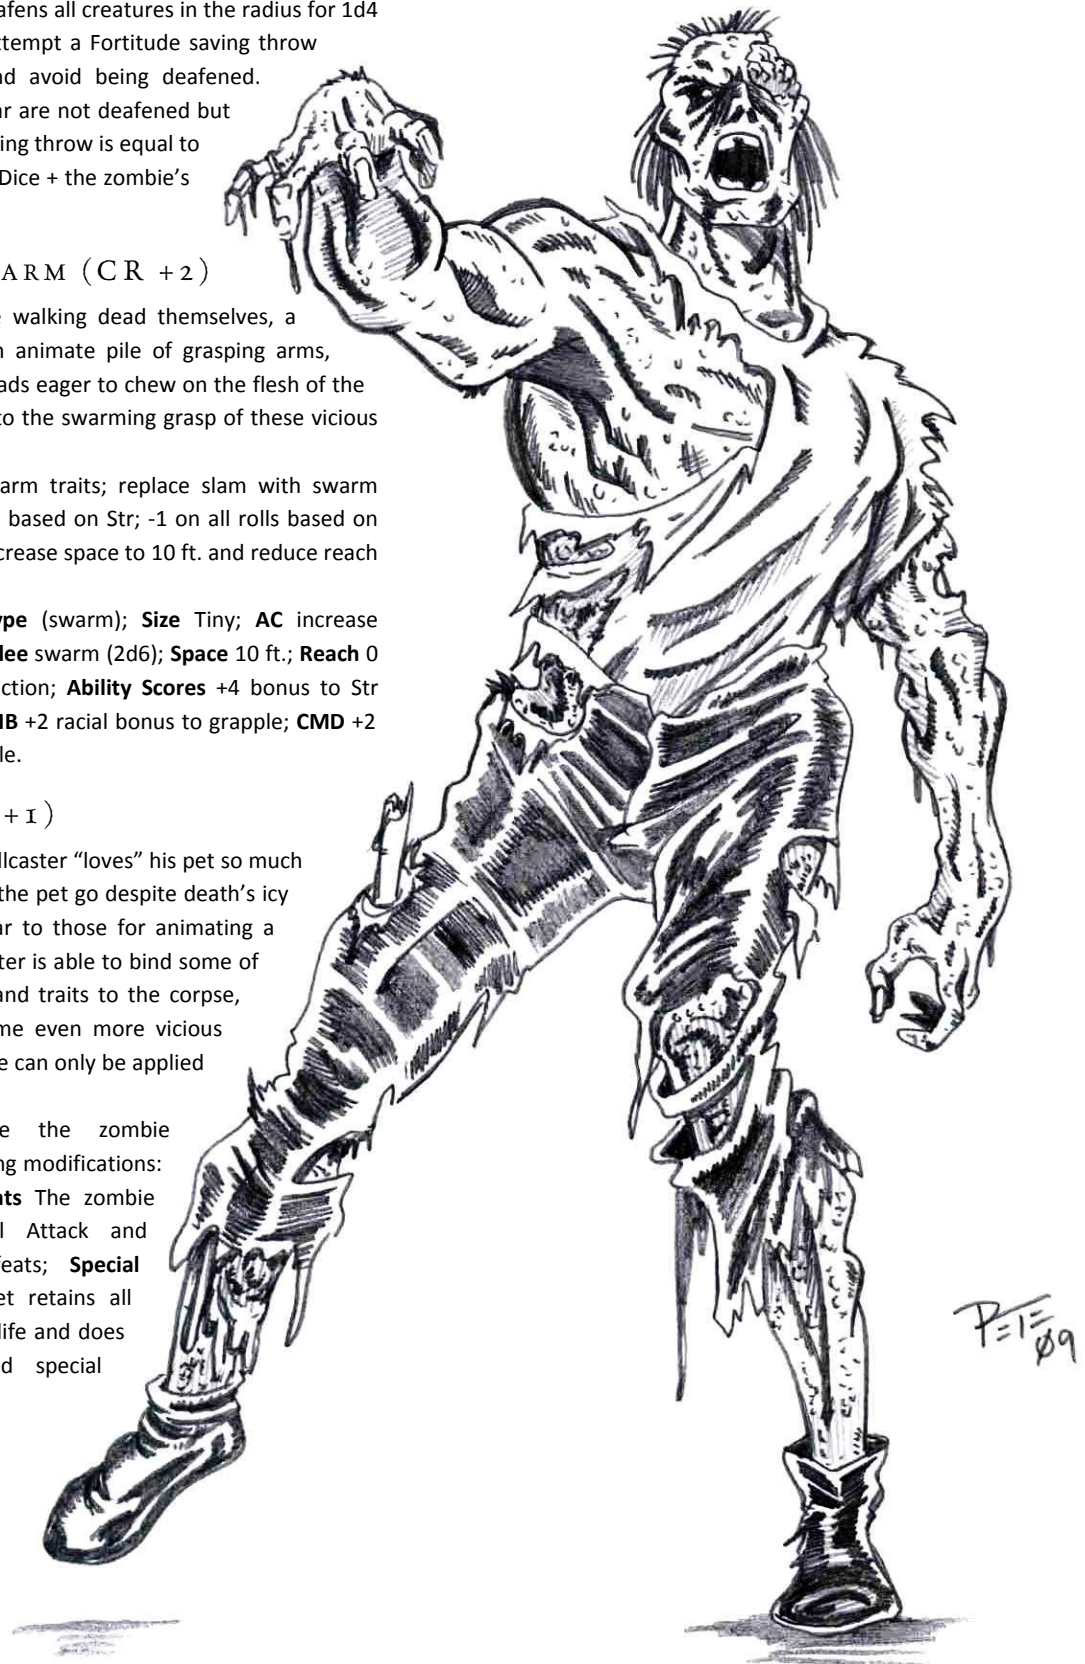 afens all creatures in the radius for 1d4
ttempt a Fortitude saving throw
nd avoid being deafened.
ar are not deafened but
ing throw is equal to
Dice + the zombie's
ARM (CR +2)
e walking dead themselves, a
n animate pile of grasping arms,
ads eager to chew on the flesh of the
to the swarming grasp of these vicious
arm traits; replace slam with swarm
based on Str; -1 on all rolls based on
crease space to 10 ft. and reduce reach
ype (swarm); Size Tiny; AC increase
lee swarm (2d6); Space 10 ft.; Reach 0
ction; Ability Scores +4 bonus to Str
MB +2 racial bonus to grapple; CMD +2
le.
+1)
llcaster “loves” his pet so much
the pet go despite death’s icy
ar to those for animating a
ter is able to bind some of
and traits to the corpse,
me even more vicious
e can only be applied
e the zombie
ng modifications:
ats The zombie
l Attack and
feats; Special
et retains all
life and does
d special
PETE
09